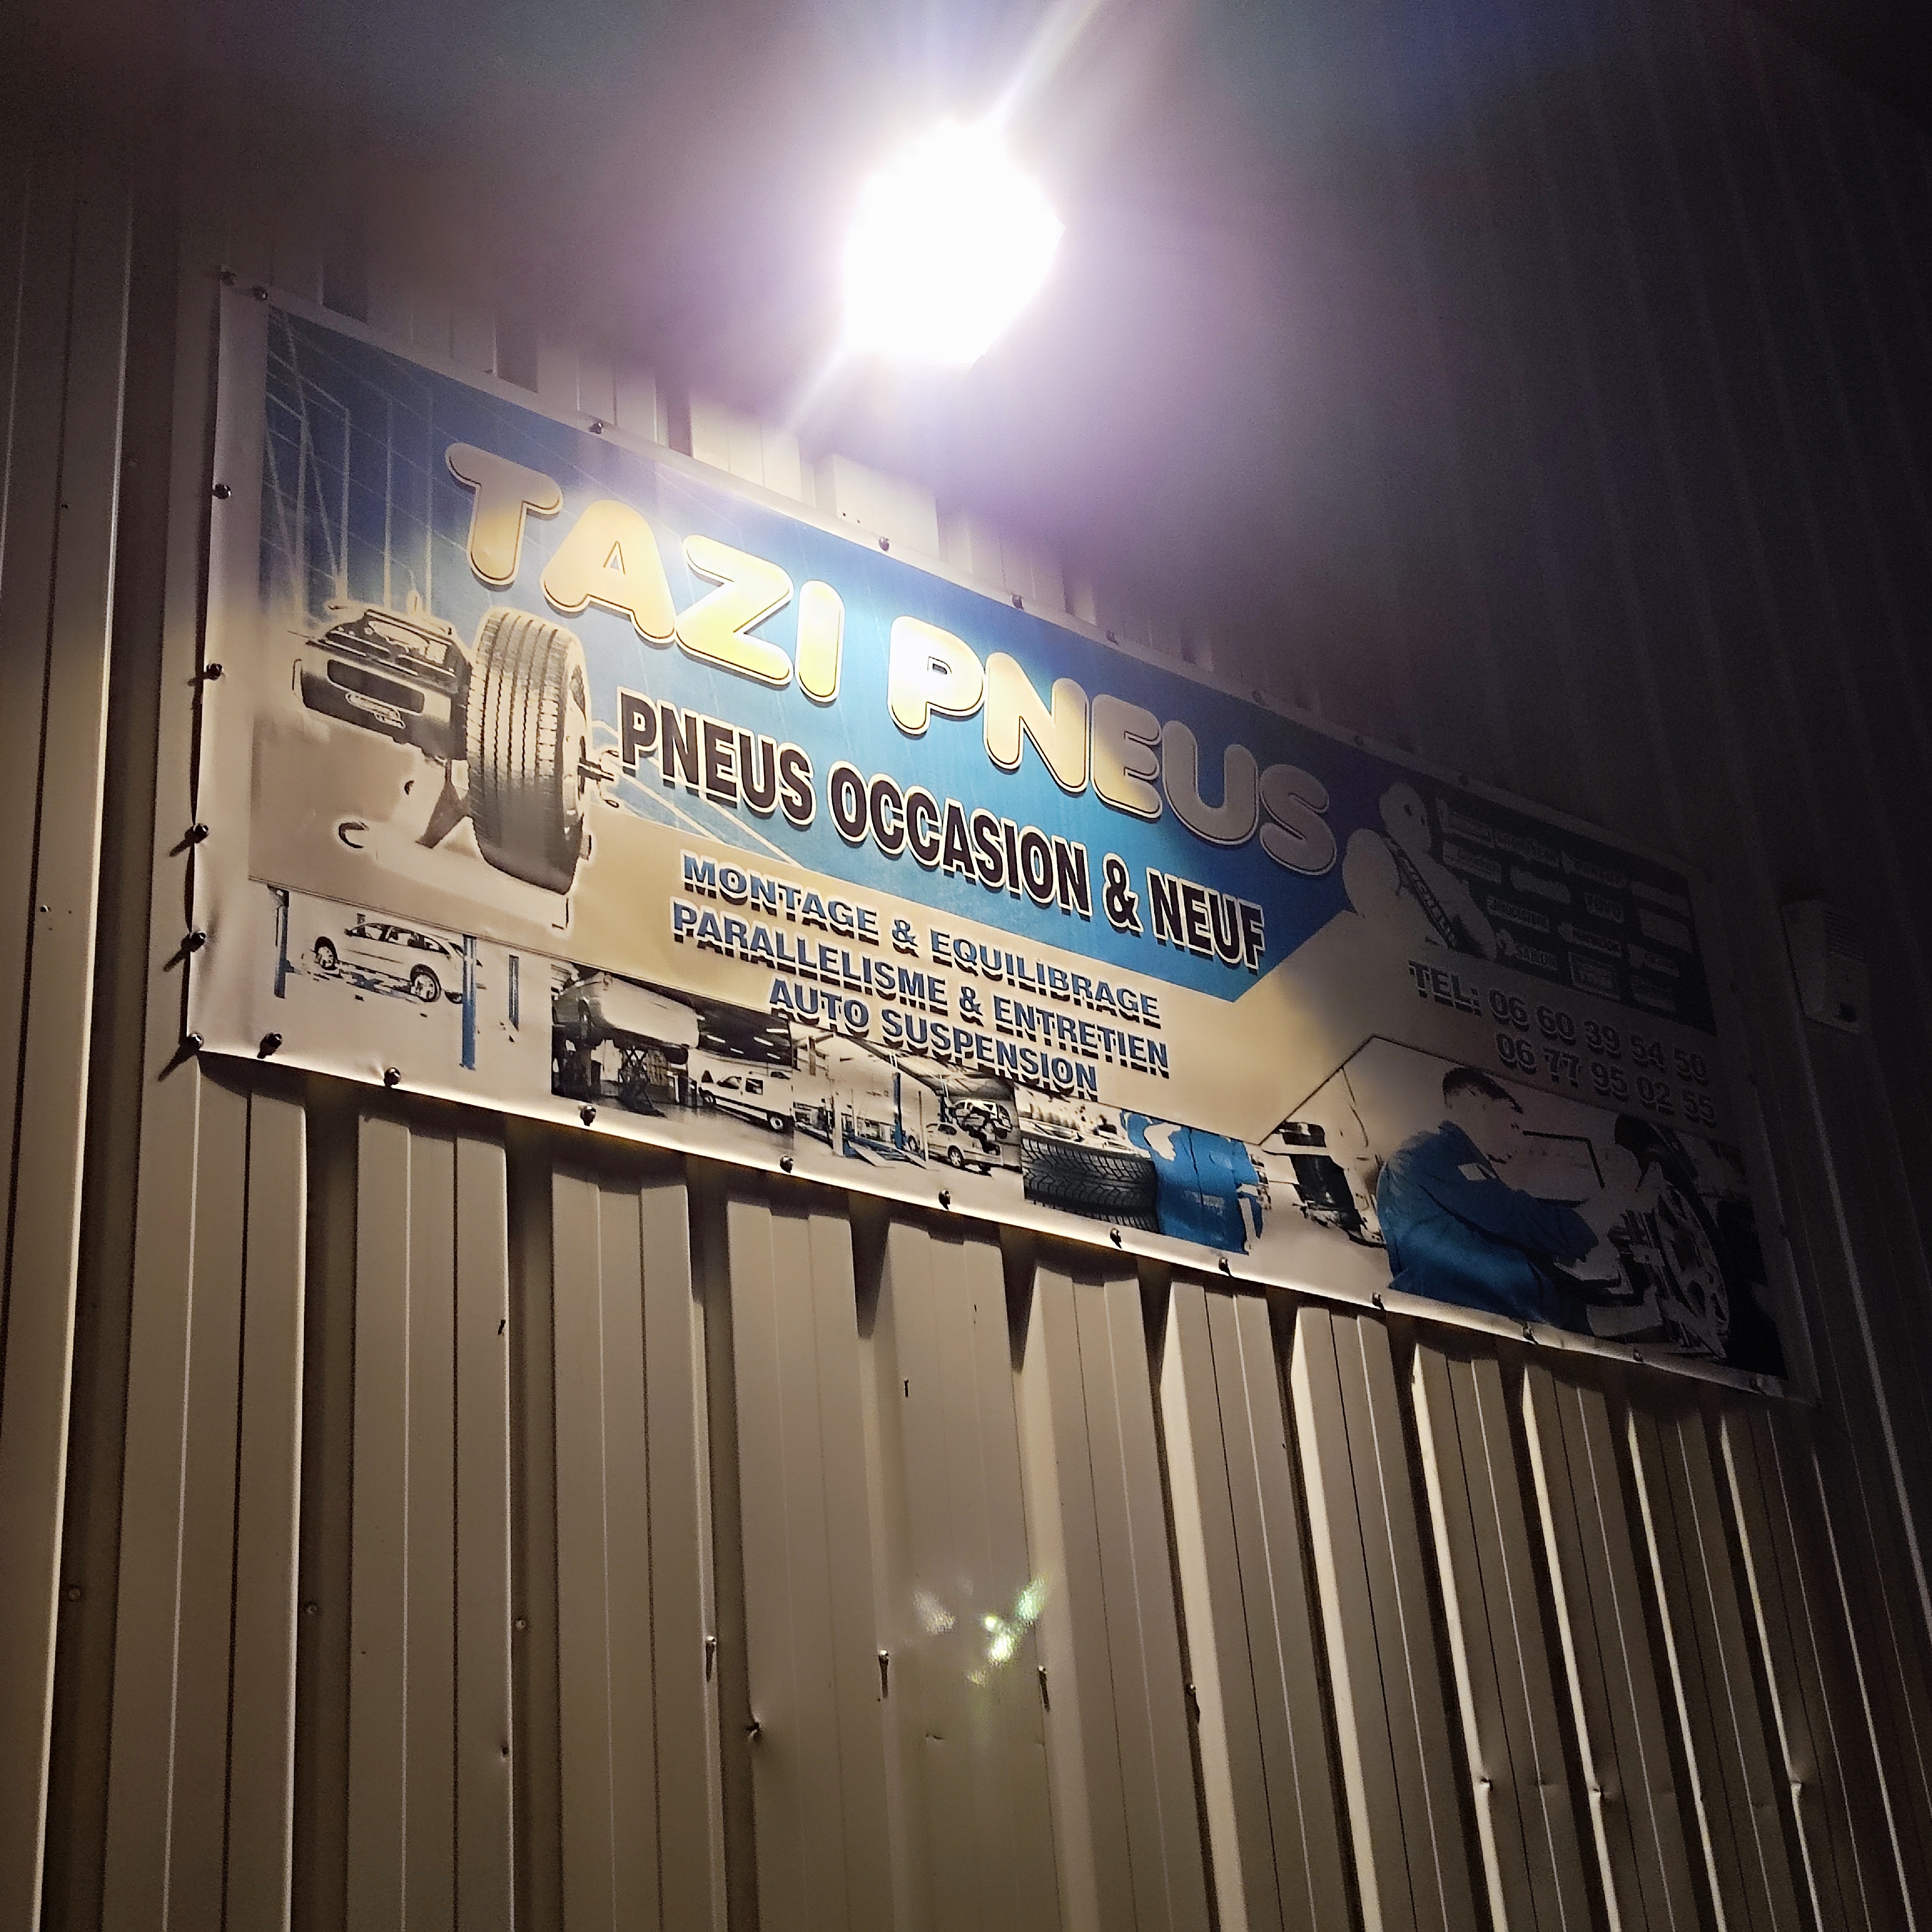 TAZI PNEUS
PNEUS OCCASION & NEUF
MONTAGE & EQUILIBRAGE
PARALLELISME & ENTRETIEN
AUTO SUSPENSION
TEL: 06 60 39 54 50
06 77 95 02 55